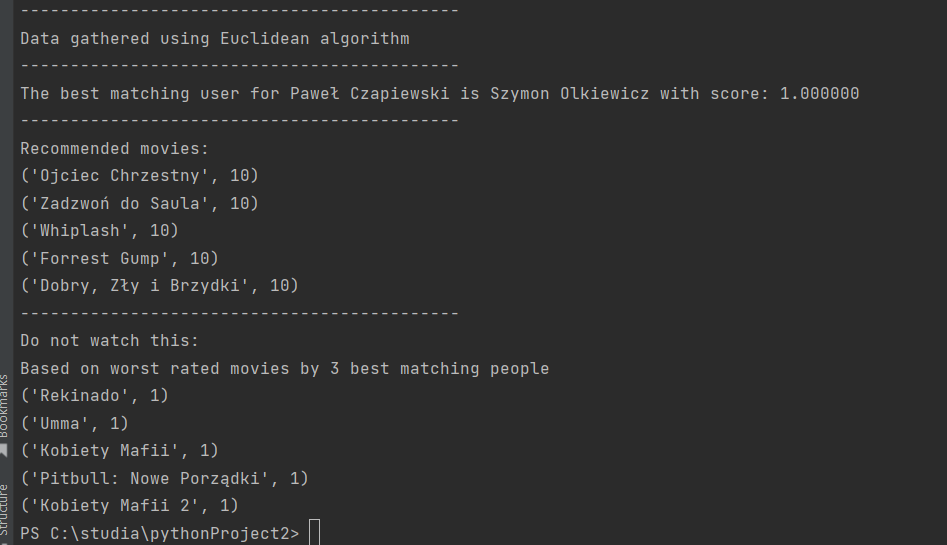 --------------------------------------------
Data gathered using Euclidean algorithm
--------------------------------------------
The best matching user for Paweł Czapiewski is Szymon Olkiewicz with score: 1.000000
--------------------------------------------
Recommended movies:
('Ojciec Chrzestny', 10)
('Zadzwoń do Saula', 10)
('Whiplash', 10)
('Forrest Gump', 10)
('Dobry, Zły i Brzydki', 10)
--------------------------------------------
Do not watch this:
Based on worst rated movies by 3 best matching people
('Rekinado', 1)
('Umma', 1)
('Kobiety Mafii', 1)
('Pitbull: Nowe Porządki', 1)
('Kobiety Mafii 2', 1)
PS C:\studia\pythonProject2>
Bookmarks
Structure